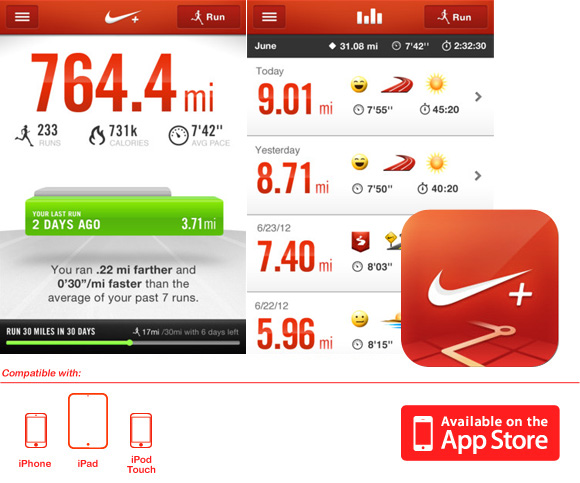 Run
764.4 mi
233
RUNS
731k
CALORIES
7'42"
AVG PACE
YOUR LAST RUN
2 DAYS AGO
3.71mi
You ran .22 mi farther and
0'30"/mi faster than the
average of your past 7 runs.
RUN 30 MILES IN 30 DAYS
17mi /30mi with 6 days left
Run
June
31.08 mi
7'42"
2:32:30
Today
9.01 mi
7'55"
45:20
Yesterday
8.71 mi
7'50"
40:20
6/23/12
7.40 mi
8'03"
6/22/12
5.96 mi
8'15"
Compatible with:
iPhone
iPad
iPod
Touch
Available on the
App Store